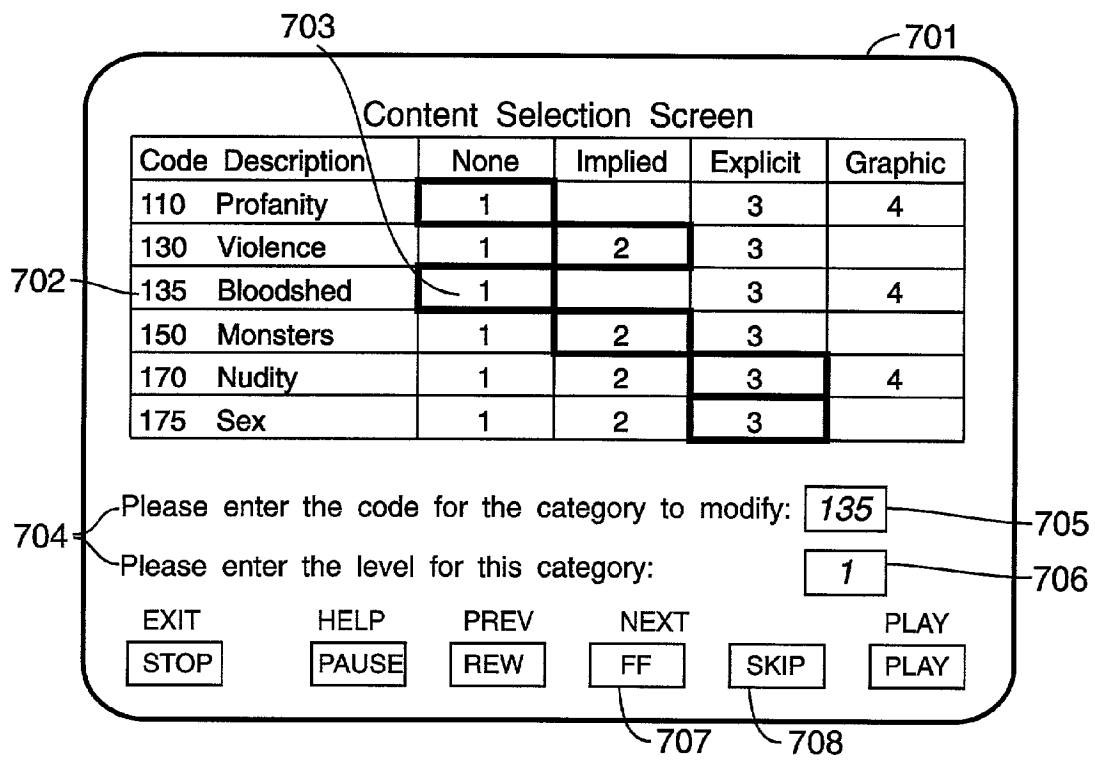 703
701
Content Selection Screen
Code Description None Implied Explicit Graphic
110 Profanity 1 3 4
130 Violence 1 2 3
702
135 Bloodshed 1 3 4
150 Monsters 1 2 3
170 Nudity 1 2 3 4
175 Sex 1 2 3
704
Please enter the code for the category to modify: 135
705
Please enter the level for this category: 1
706
EXIT HELP PREV NEXT PLAY
STOP PAUSE REW FF SKIP PLAY
707 708